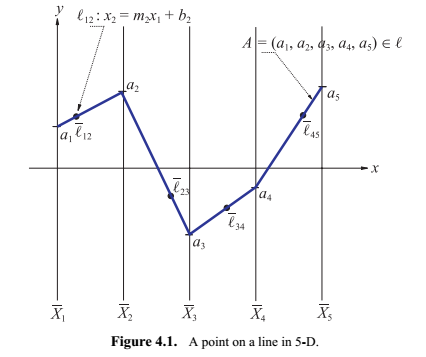 y
ℓ₁₂ : x₂ = m₂x₁ + b₂
A = (a₁, a₂, a₃, a₄, a₅) ∈ ℓ
a₂
a₅
a₁ ℓ̅₁₂
ℓ̅₄₅
x
ℓ̅₂₃
a₄
ℓ̅₃₄
a₃
X̅₁ X̅₂ X̅₃ X̅₄ X̅₅
Figure 4.1. A point on a line in 5-D.